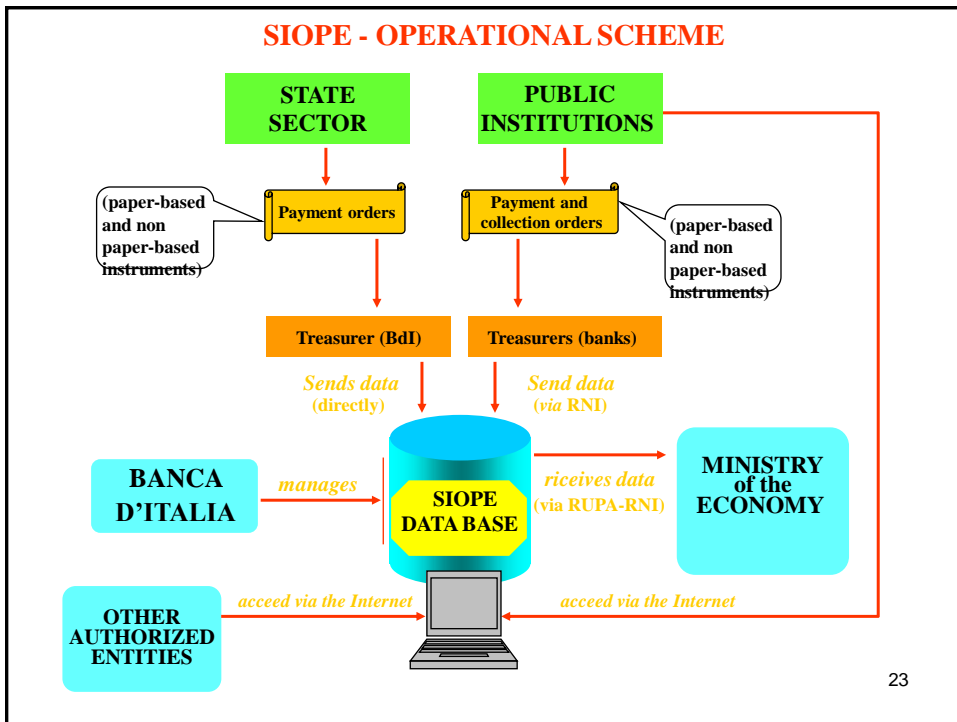 SIOPE - OPERATIONAL SCHEME
STATE
SECTOR
PUBLIC
INSTITUTIONS
(paper-based
and non
paper-based
instruments)
Payment orders
Payment and
collection orders
(paper-based
and non
paper-based
instruments)
Treasurer (BdI)
Treasurers (banks)
Sends data
(directly)
Send data
(via RNI)
BANCA
D’ITALIA
manages
SIOPE
DATA BASE
riceives data
(via RUPA-RNI)
MINISTRY
of the
ECONOMY
OTHER
AUTHORIZED
ENTITIES
acceed via the Internet
acceed via the Internet
23